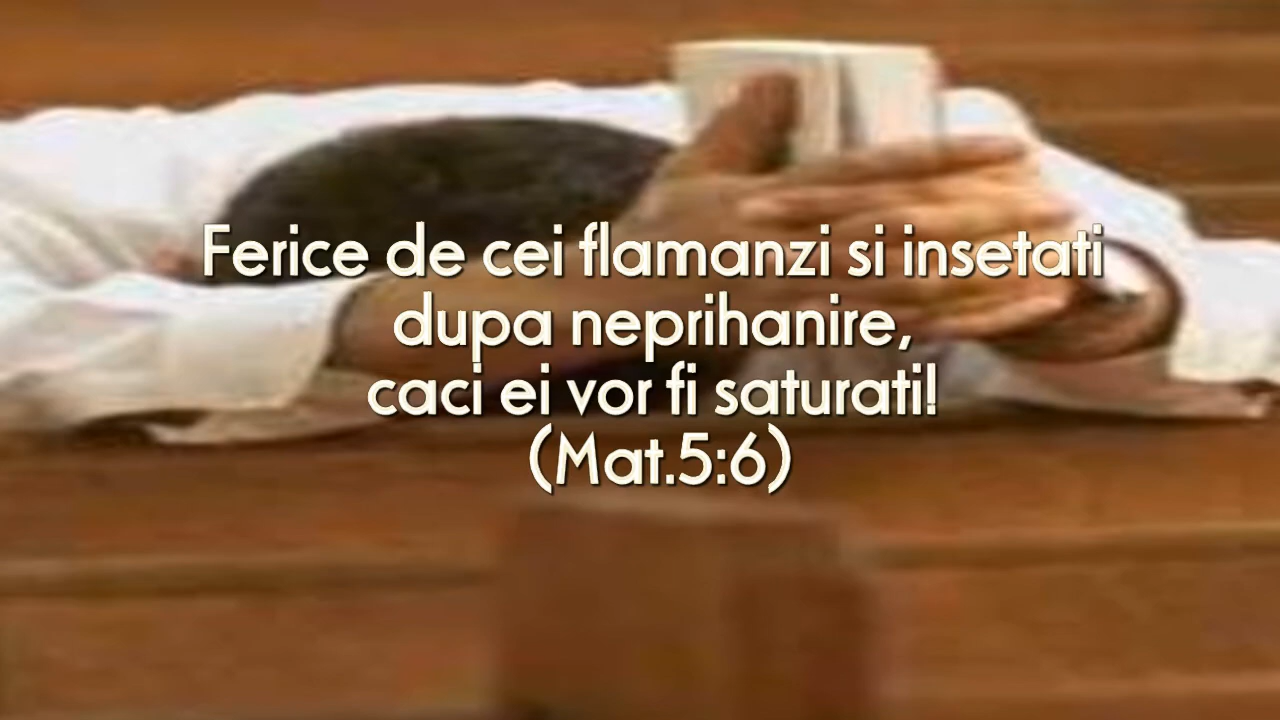 Ferice de cei flamanzi si insetati
dupa neprihanire,
caci ei vor fi saturati!
(Mat.5:6)